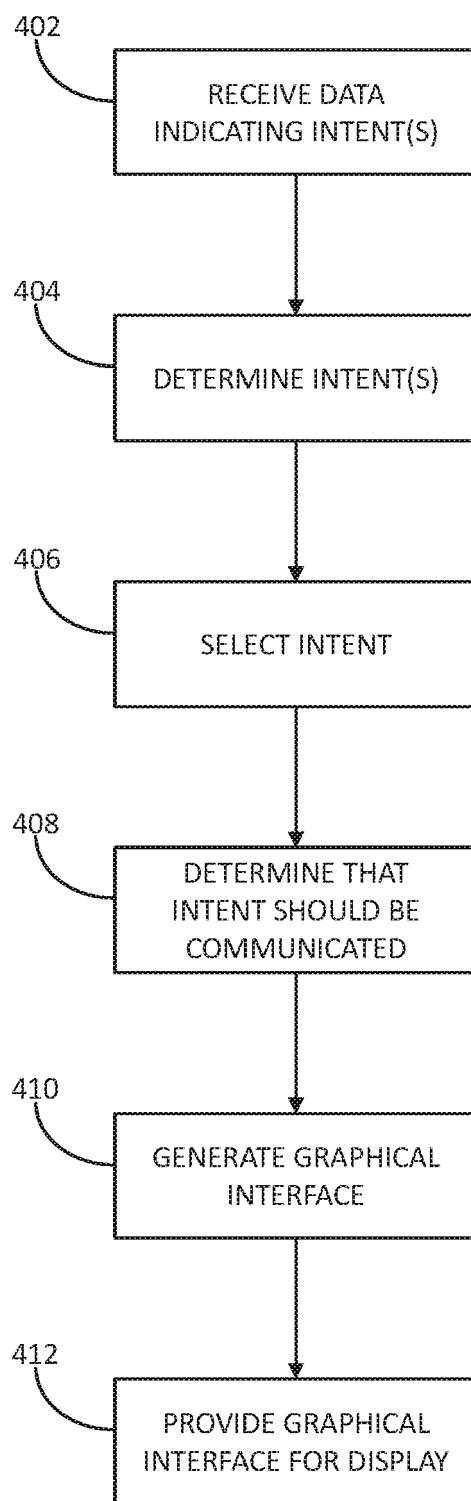 402
RECEIVE DATA
INDICATING INTENT(S)
404
DETERMINE INTENT(S)
406
SELECT INTENT
408
DETERMINE THAT
INTENT SHOULD BE
COMMUNICATED
410
GENERATE GRAPHICAL
INTERFACE
412
PROVIDE GRAPHICAL
INTERFACE FOR DISPLAY